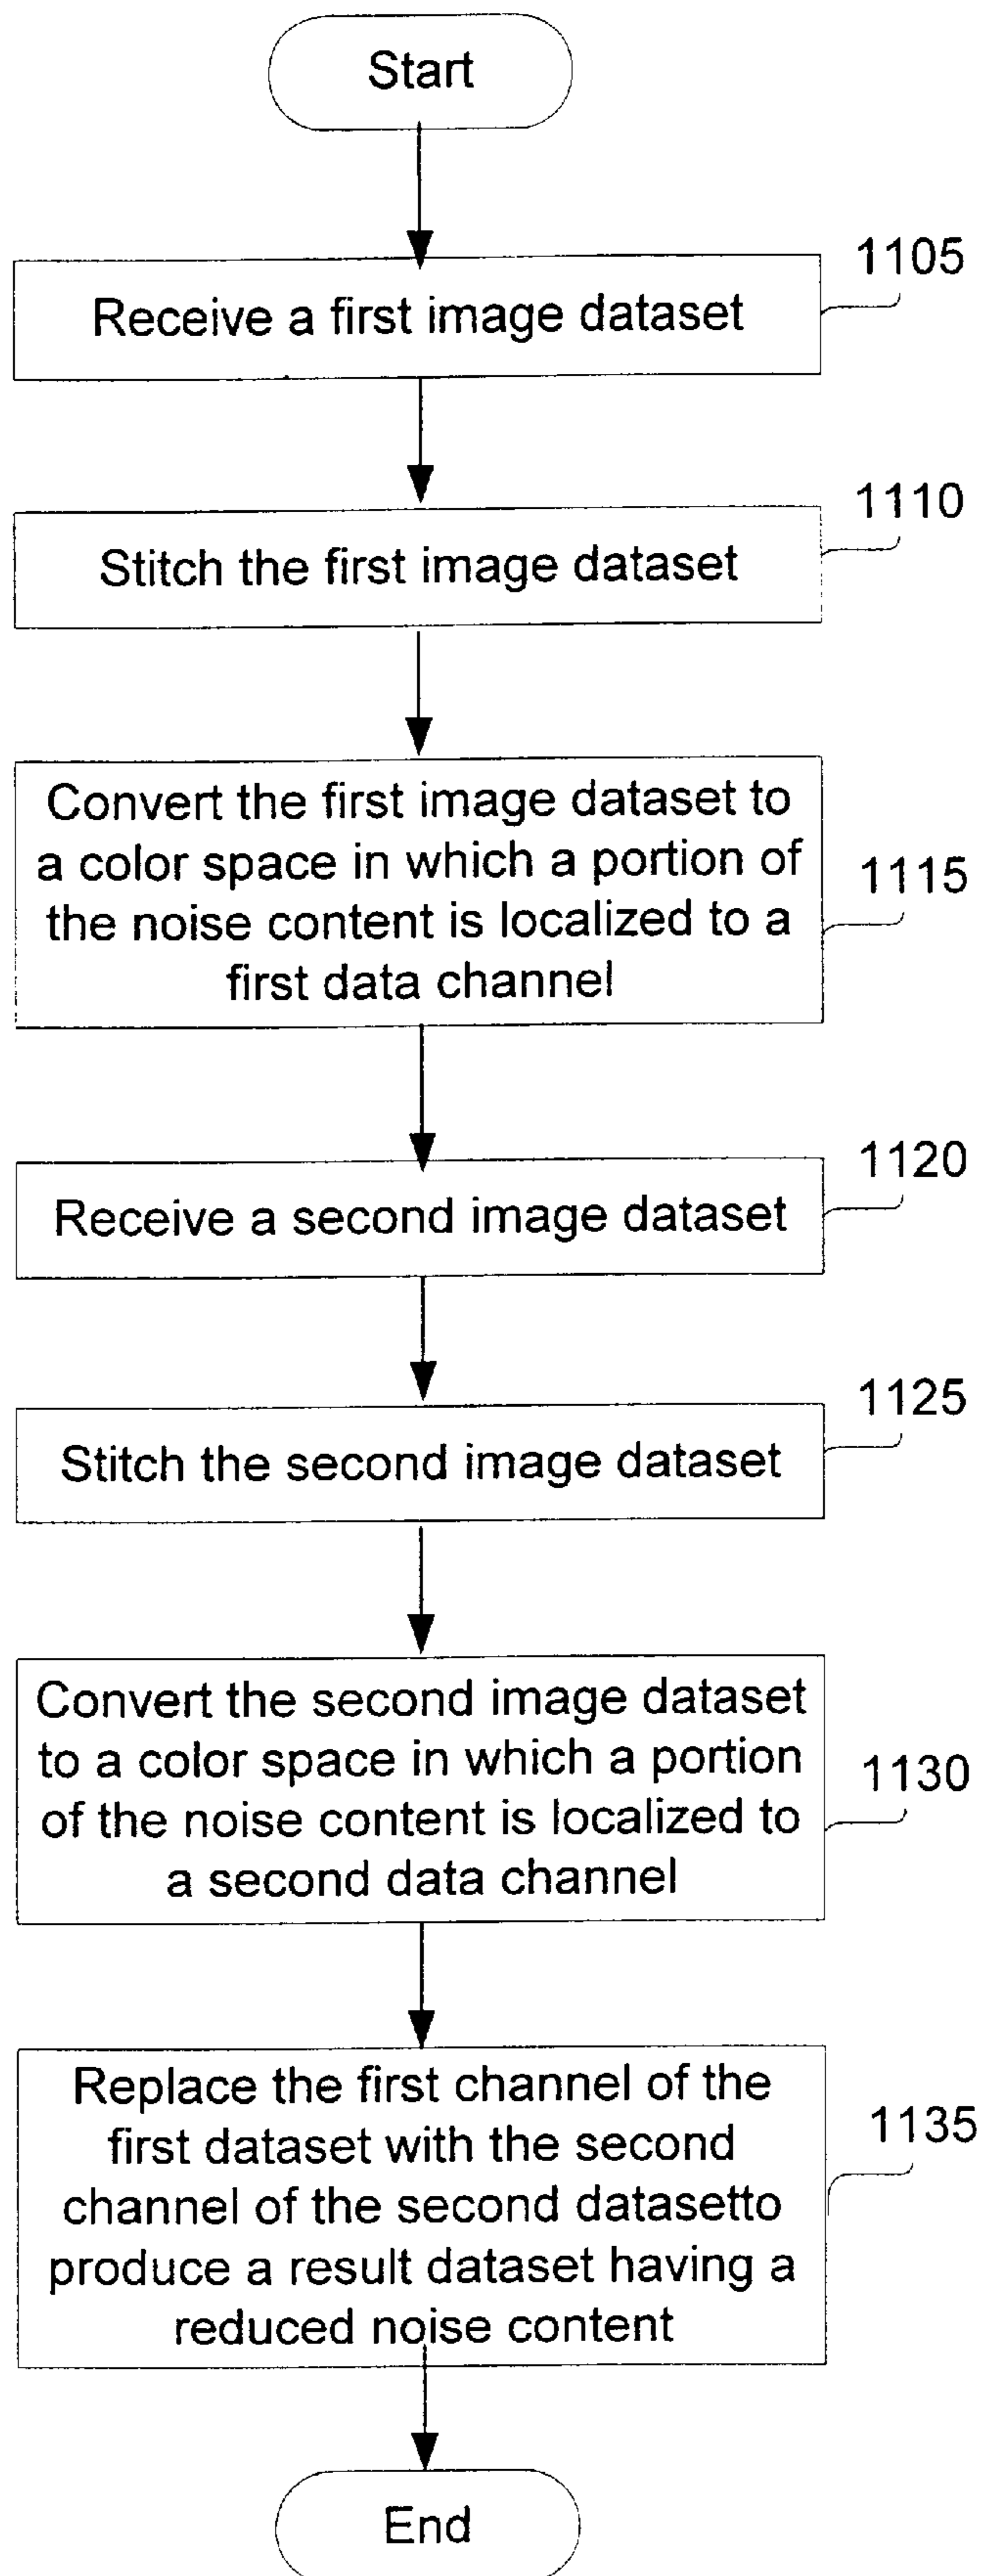 Start
1105
Receive a first image dataset
1110
Stitch the first image dataset
Convert the first image dataset to
a color space in which a portion of
the noise content is localized to a
first data channel
1115
1120
Receive a second image dataset
1125
Stitch the second image dataset
Convert the second image dataset
to a color space in which a portion
of the noise content is localized to
a second data channel
1130
Replace the first channel of the
first dataset with the second
channel of the second datasetto
produce a result dataset having a
reduced noise content
1135
End